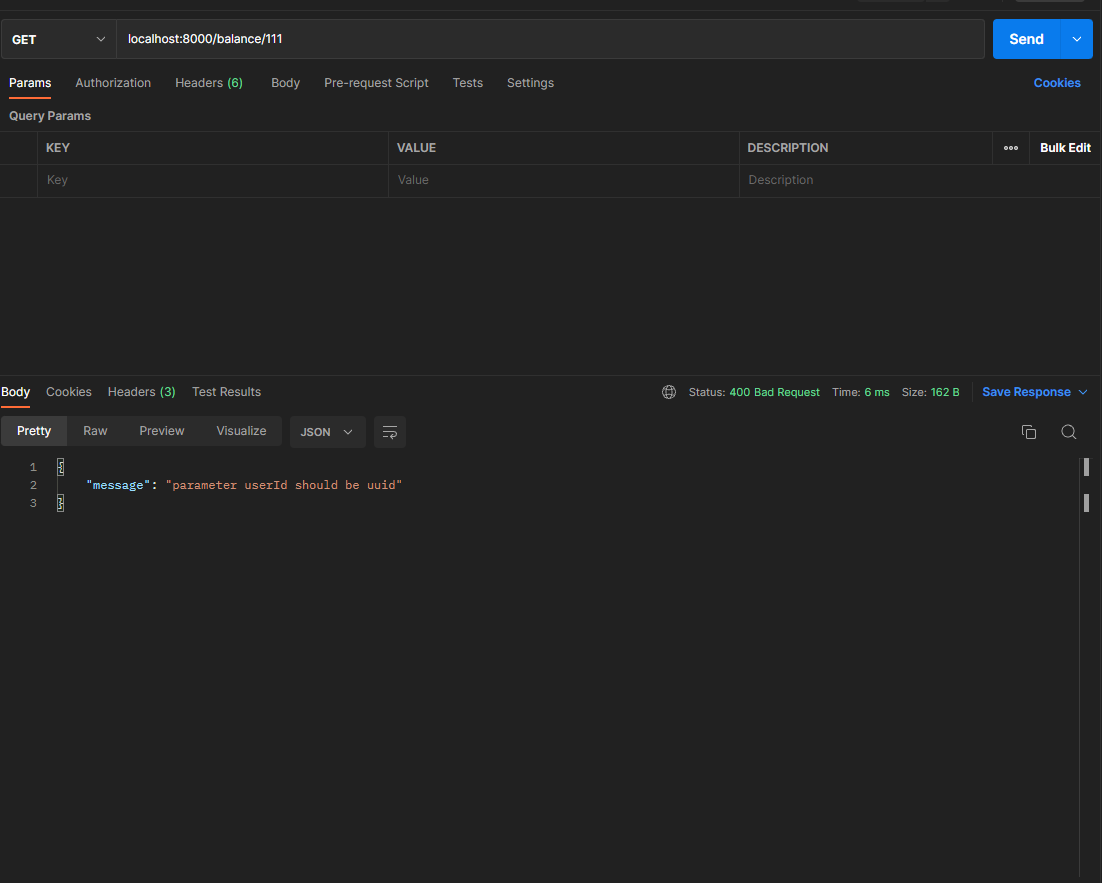 GET localhost:8000/balance/111 Send
Params Authorization Headers (6) Body Pre-request Script Tests Settings Cookies
Query Params
KEY VALUE DESCRIPTION Bulk Edit
Key Value Description
Body Cookies Headers (3) Test Results Status: 400 Bad Request Time: 6 ms Size: 162 B Save Response
Pretty Raw Preview Visualize JSON
1 {
2 "message": "parameter userId should be uuid"
3 }